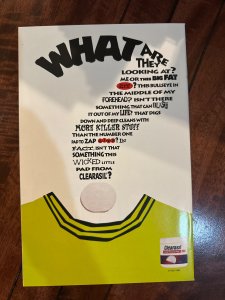 WHAT ARE
THEY
LOOKING AT?
ME OR THIS BIG FAT
ZIT? THIS BULLSEYE IN
THE MIDDLE OF MY
FOREHEAD? ISN'T THERE
SOMETHING THAT CAN BLAST
IT OUT OF MY LIFE? THAT DIGS
DOWN AND DEEP CLEANS WITH
MORE KILLER STUFF
THAN THE NUMBER ONE
PAD TO ZAP ZITS? IN
FACT, ISN'T THAT
SOMETHING THIS
WICKED LITTLE
PAD FROM
CLEARASIL?
Clearasil